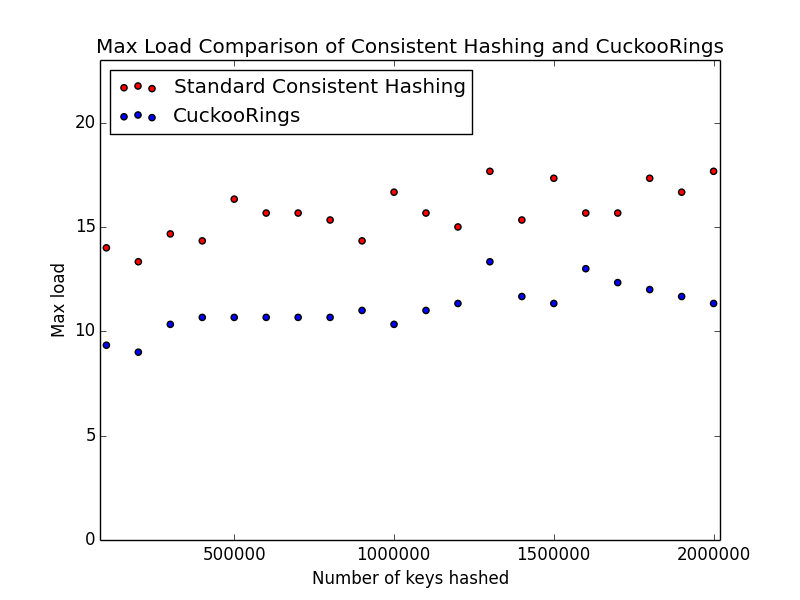 Max Load Comparison of Consistent Hashing and CuckooRings
Standard Consistent Hashing
CuckooRings
20
15
10
5
0
Max load
500000 1000000 1500000 2000000
Number of keys hashed